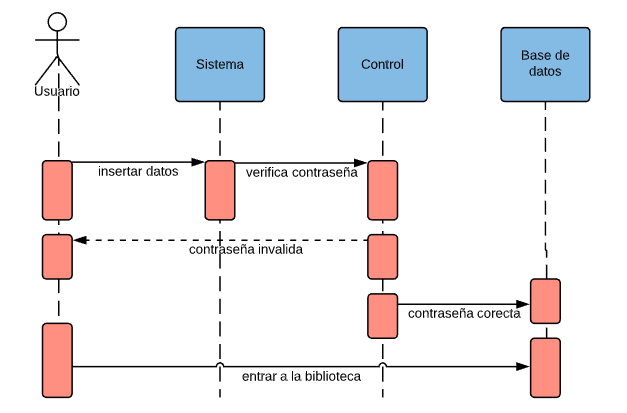 Usuario
Sistema
Control
Base de
datos
insertar datos
verifica contraseña
contraseña invalida
contraseña corecta
entrar a la biblioteca